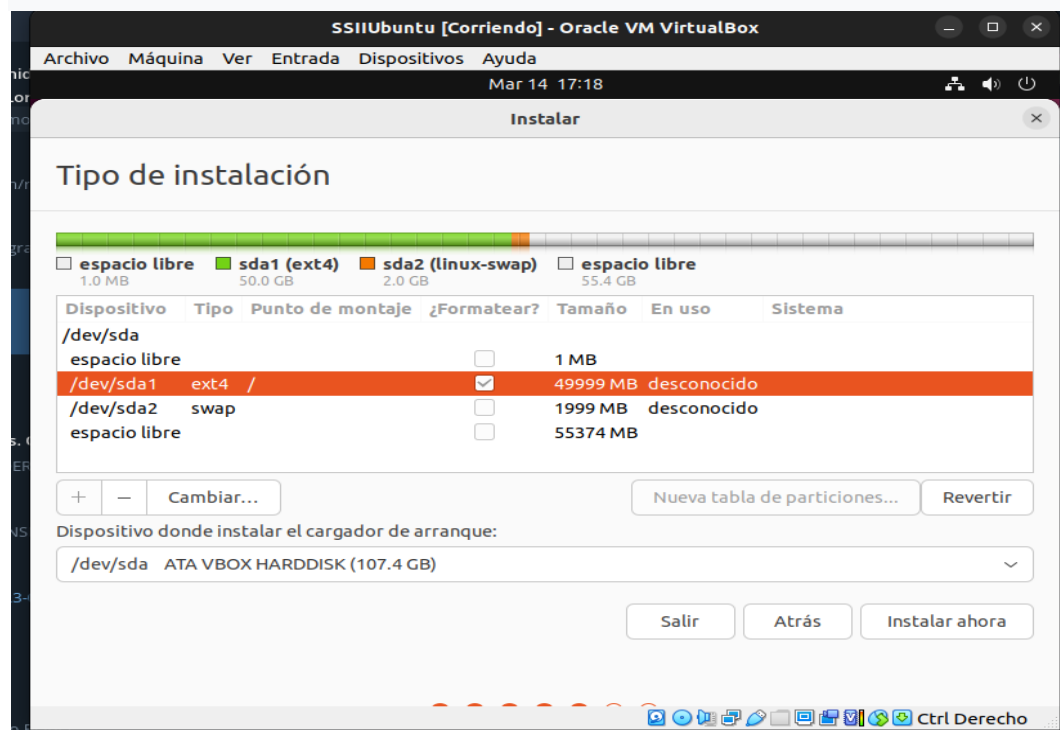 SSIIUbuntu [Corriendo] - Oracle VM VirtualBox
Archivo Máquina Ver Entrada Dispositivos Ayuda
Mar 14 17:18
Instalar
Tipo de instalación
espacio libre sda1 (ext4) sda2 (linux-swap) espacio libre
1.0 MB 50.0 GB 2.0 GB 55.4 GB
Dispositivo Tipo Punto de montaje ¿Formatear? Tamaño En uso Sistema
/dev/sda
espacio libre 1 MB
/dev/sda1 ext4 / 49999 MB desconocido
/dev/sda2 swap 1999 MB desconocido
espacio libre 55374 MB
+ − Cambiar... Nueva tabla de particiones... Revertir
Dispositivo donde instalar el cargador de arranque:
/dev/sda ATA VBOX HARDDISK (107.4 GB)
Salir Atrás Instalar ahora
Ctrl Derecho